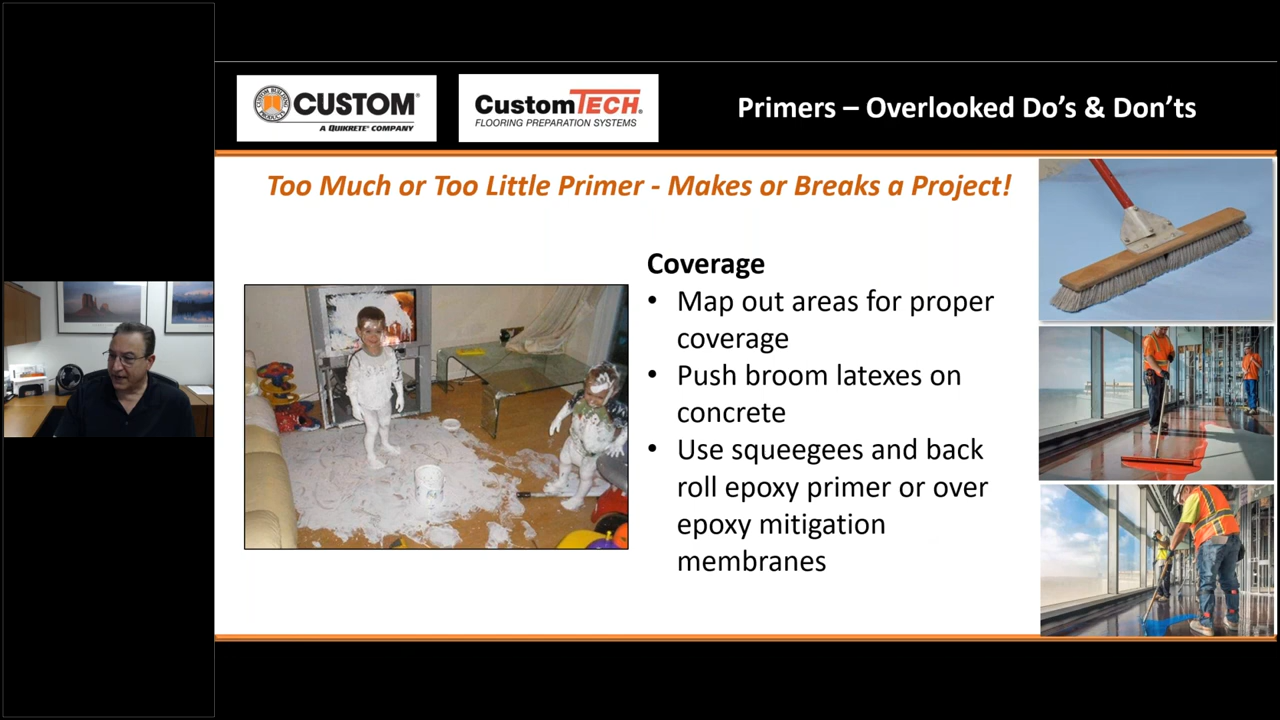 CUSTOM®
A QUIKRETE® COMPANY
CustomTECH®
FLOORING PREPARATION SYSTEMS
Primers – Overlooked Do's & Don'ts
Too Much or Too Little Primer - Makes or Breaks a Project!
Coverage
• Map out areas for proper
coverage
• Push broom latexes on
concrete
• Use squeegees and back
roll epoxy primer or over
epoxy mitigation
membranes